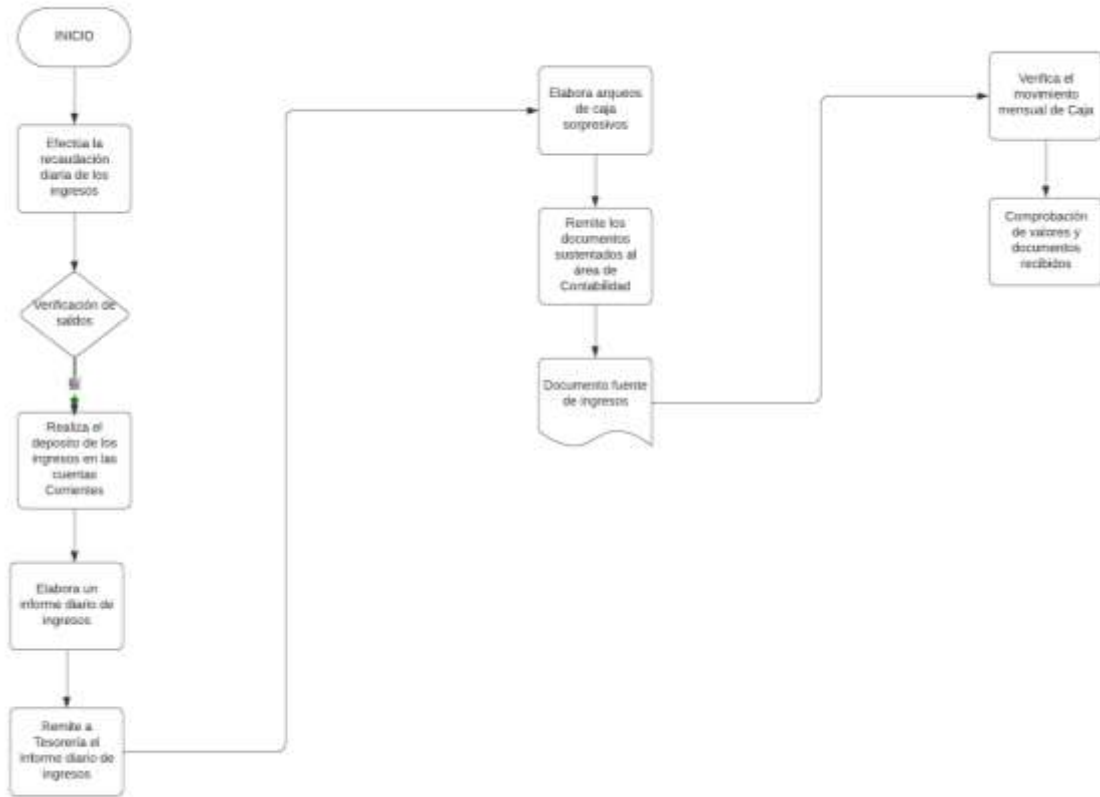 INICIO
Efectúa la
recaudación
diaria de los
ingresos
Verificación de
saldos
Realiza el
deposito de los
ingresos en las
cuentas
Corrientes
Elabora un
informe diario de
ingresos
Remite a
Tesorería el
informe diario de
ingresos
Elabora arqueos
de caja
sorpresivos
Remite los
documentos
sustentados al
área de
Contabilidad
Documento fuente
de ingresos
Verifica el
movimiento
mensual de Caja
Comprobación
de valores y
documentos
recibidos